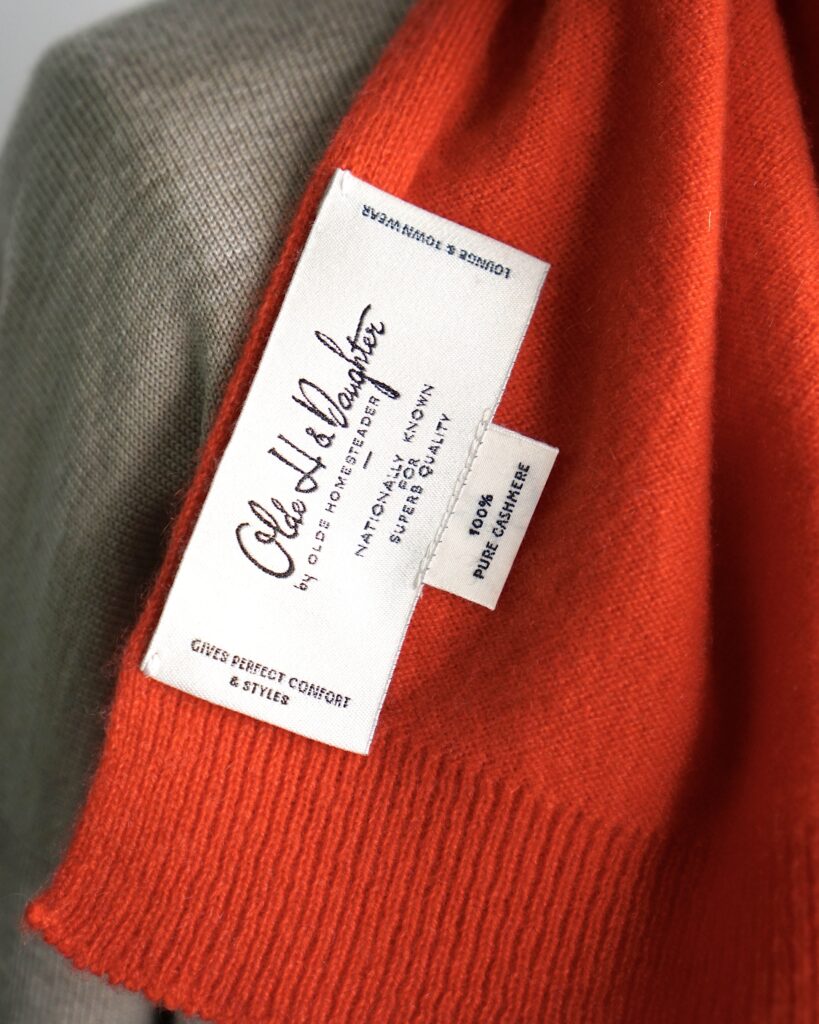 LOUNGE & TOWN WEAR
Olde H & Daughter
by OLDE HOMESTEADER
NATIONALLY KNOWN
FOR
SUPERB QUALITY
GIVES PERFECT CONFORT
& STYLES
100%
PURE CASHMERE